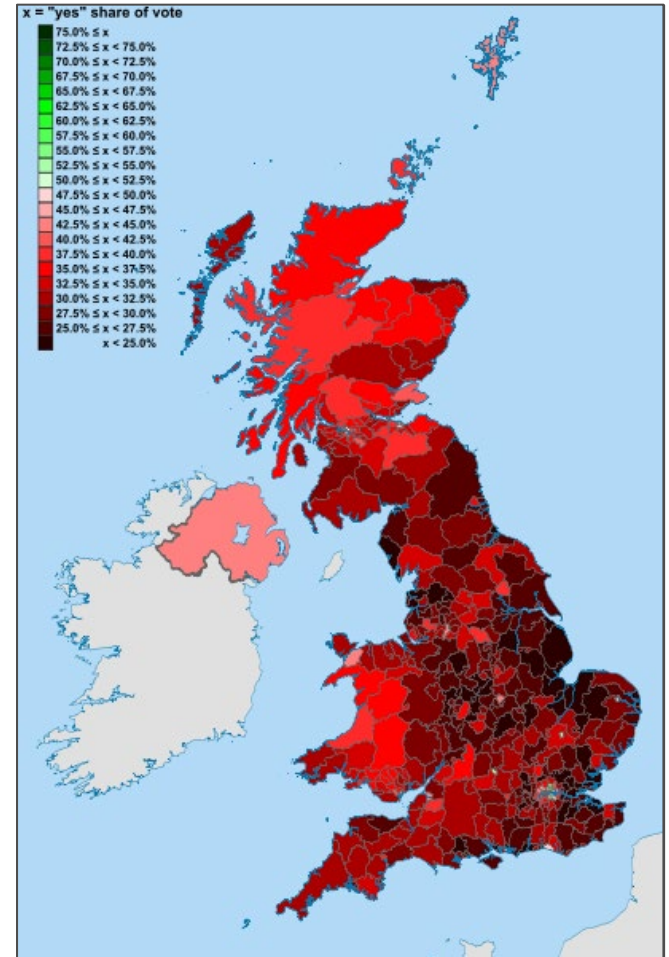 x = "yes" share of vote
75.0% ≤ x
72.5% ≤ x < 75.0%
70.0% ≤ x < 72.5%
67.5% ≤ x < 70.0%
65.0% ≤ x < 67.5%
62.5% ≤ x < 65.0%
60.0% ≤ x < 62.5%
57.5% ≤ x < 60.0%
55.0% ≤ x < 57.5%
52.5% ≤ x < 55.0%
50.0% ≤ x < 52.5%
47.5% ≤ x < 50.0%
45.0% ≤ x < 47.5%
42.5% ≤ x < 45.0%
40.0% ≤ x < 42.5%
37.5% ≤ x < 40.0%
35.0% ≤ x < 37.5%
32.5% ≤ x < 35.0%
30.0% ≤ x < 32.5%
27.5% ≤ x < 30.0%
25.0% ≤ x < 27.5%
x < 25.0%